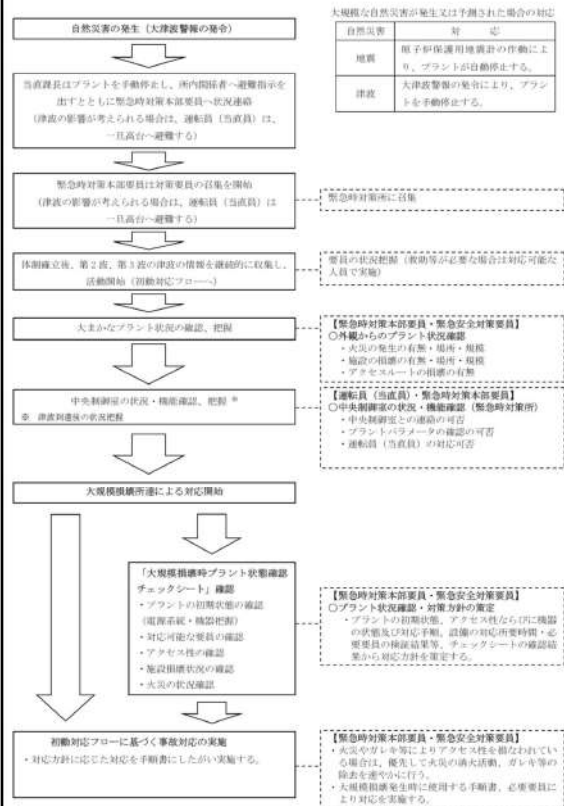 大規模な自然災害が発生又は予測された場合の対応
自然災害 対 応
地震 原子炉保護用地震計の作動によ
り、プラントが自動停止する。
津波 大津波警報の発令により、プラン
トを手動停止する。
自然災害の発生(大津波警報の発令)
当直課長はプラントを手動停止し、所内関係者へ避難指示を
出すとともに緊急時対策本部要員へ状況連絡
(津波の影響が考えられる場合は、運転員(当直員)は、
一旦高台へ避難する)
緊急時対策本部要員は対策要員の召集を開始
(津波の影響が考えられる場合は、運転員(当直員)は
一旦高台へ避難する)
緊急時対策所に召集
体制確立後、第2波、第3波の津波の情報を継続的に収集し、
活動開始(初動対応フローへ)
要員の状況把握(救助等が必要な場合は対応可能な
人員で実施)
大まかなプラント状況の確認、把握
【緊急時対策本部要員・緊急安全対策要員】
○外観からのプラント状況確認
・火災の発生の有無・場所・規模
・施設の損壊の有無・場所・規模
・アクセスルートの損壊の有無
中央制御室の状況・機能確認、把握※
※ 津波到達後の状況把握
【運転員(当直員)・緊急時対策本部要員】
○中央制御室の状況・機能確認(緊急時対策所)
・中央制御室との連絡の可否
・プラントパラメータの確認の可否
・運転員(当直員)の対応可否
大規模損壊所達による対応開始
「大規模損壊時プラント状態確認
チェックシート」確認
・プラントの初期状態の確認
(電源系統・機器把握)
・対応可能な要員の確認
・アクセス性の確認
・施設損壊状況の確認
・火災の状況確認
【緊急時対策本部要員・緊急安全対策要員】
○プラント状況確認・対策方針の策定
・プラントの初期状態、アクセス性ならびに機器
の状態及び対応手順、設備の対応所要時間・必
要要員の検証結果等、チェックシートの確認結
果から対応方針を策定する。
初動対応フローに基づく事故対応の実施
・対応方針に応じた対応を手順書にしたがい実施する。
【緊急時対策本部要員・緊急安全対策要員】
・火災やガレキ等によりアクセス性を損なわれてい
る場合は、優先して火災の消火活動、ガレキ等の
除去を速やかに行う。
・大規模損壊発生時に使用する手順書、必要要員に
より対応を実施する。